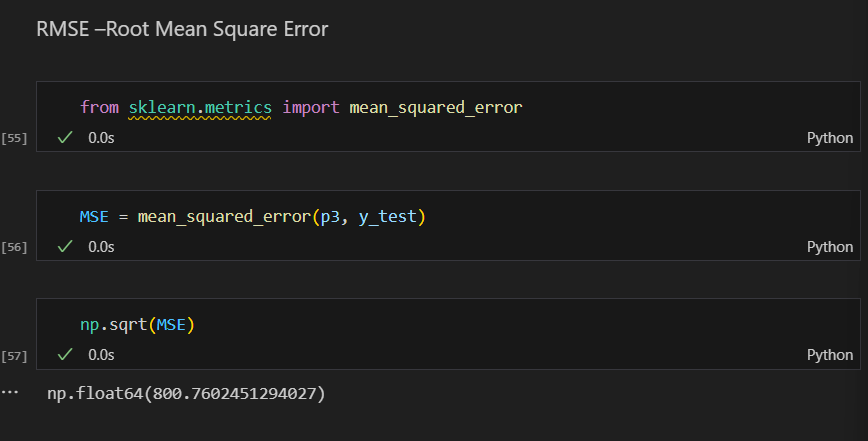 RMSE –Root Mean Square Error
from sklearn.metrics import mean_squared_error
[55]
0.0s
Python
MSE = mean_squared_error(p3, y_test)
[56]
0.0s
Python
np.sqrt(MSE)
[57]
0.0s
Python
··· np.float64(800.7602451294027)